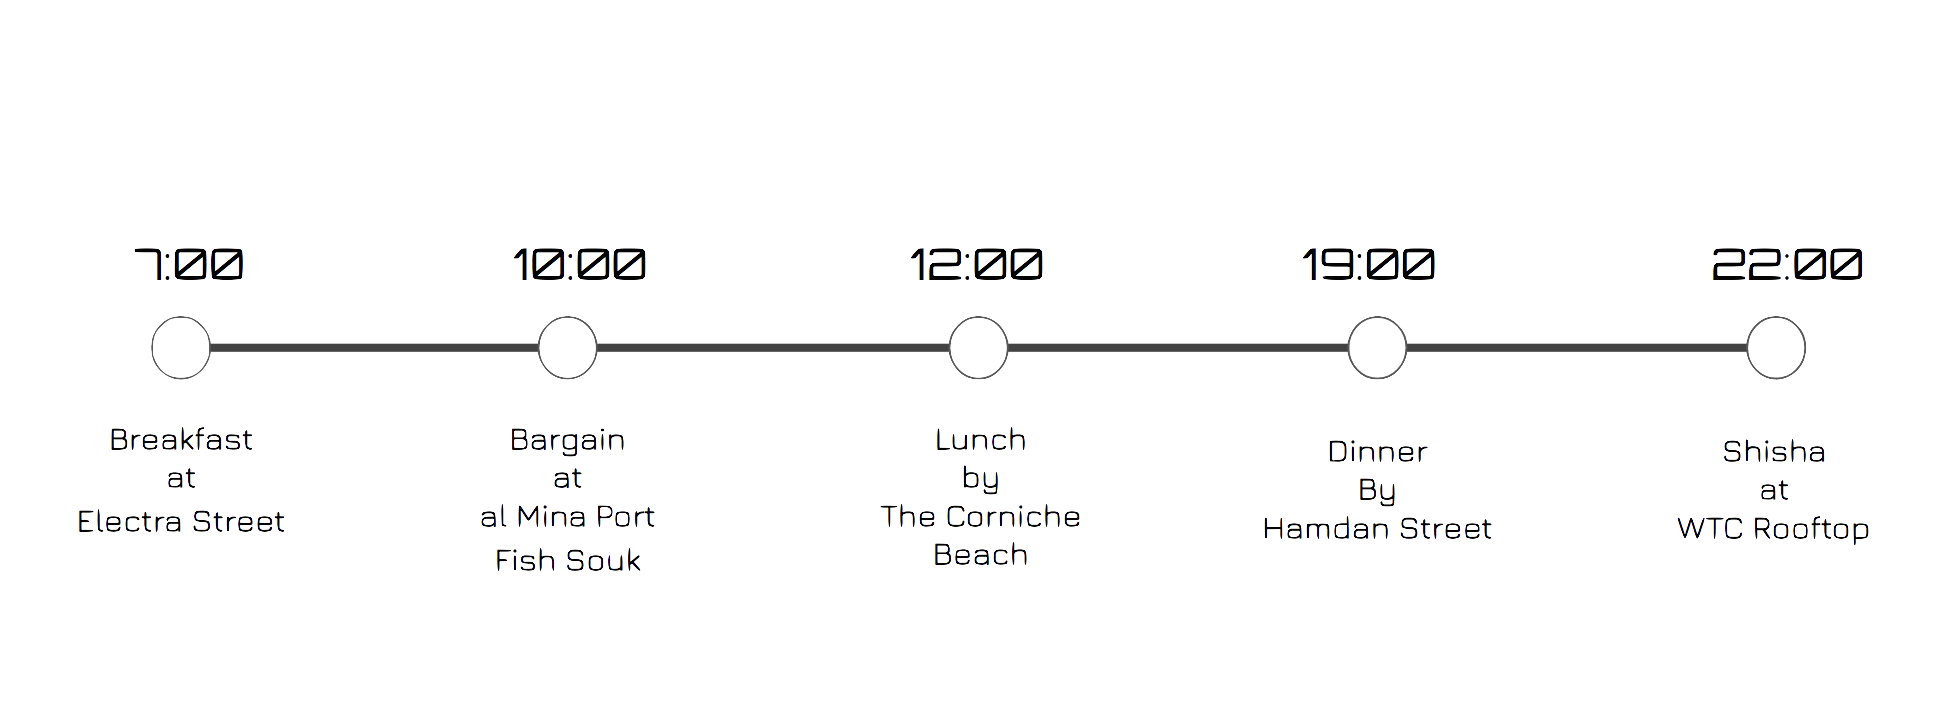 7:00
10:00
12:00
19:00
22:00
Breakfast
at
Electra Street
Bargain
at
al Mina Port
Fish Souk
Lunch
by
The Corniche
Beach
Dinner
By
Hamdan Street
Shisha
at
WTC Rooftop